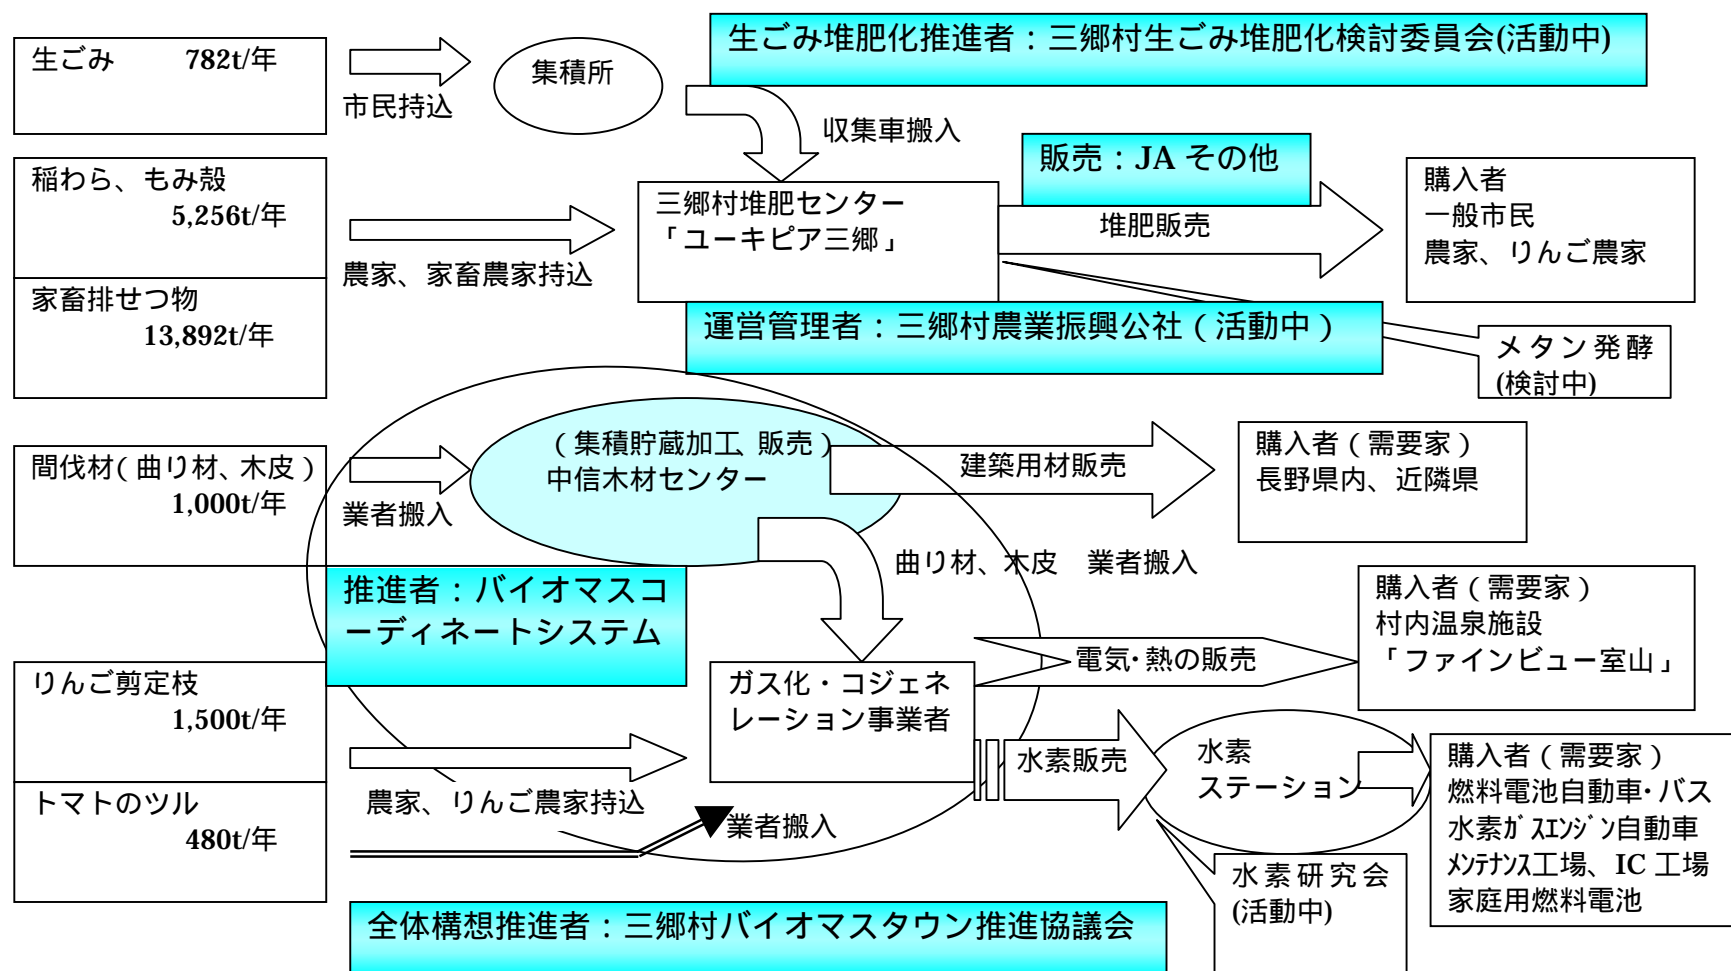 生ごみ堆肥化推進者：三郷村生ごみ堆肥化検討委員会(活動中)
生ごみ 782t/年
市民持込
集積所
収集車搬入
稲わら、もみ殻
5,256t/年
農家、家畜農家持込
家畜排せつ物
13,892t/年
三郷村堆肥センター
「ユーキピア三郷」
販売：JA その他
堆肥販売
購入者
一般市民
農家、りんご農家
運営管理者：三郷村農業振興公社（活動中）
メタン発酵
(検討中)
間伐材（曲り材、木皮）
1,000t/年
業者搬入
（集積貯蔵加工、販売）
中信木材センター
建築用材販売
購入者（需要家）
長野県内、近隣県
曲り材、木皮　業者搬入
推進者：バイオマスコ
ーディネートシステム
購入者（需要家）
村内温泉施設
「ファインビュー室山」
電気・熱の販売
りんご剪定枝
1,500t/年
ガス化・コジェネ
レーション事業者
農家、りんご農家持込
トマトのツル
480t/年
業者搬入
水素販売
水素
ステーション
購入者（需要家）
燃料電池自動車・バス
水素ｶﾞｽｴﾝｼﾞﾝ自動車
ﾒﾝﾃﾅﾝｽ工場、IC 工場
家庭用燃料電池
水素研究会
(活動中)
全体構想推進者：三郷村バイオマスタウン推進協議会